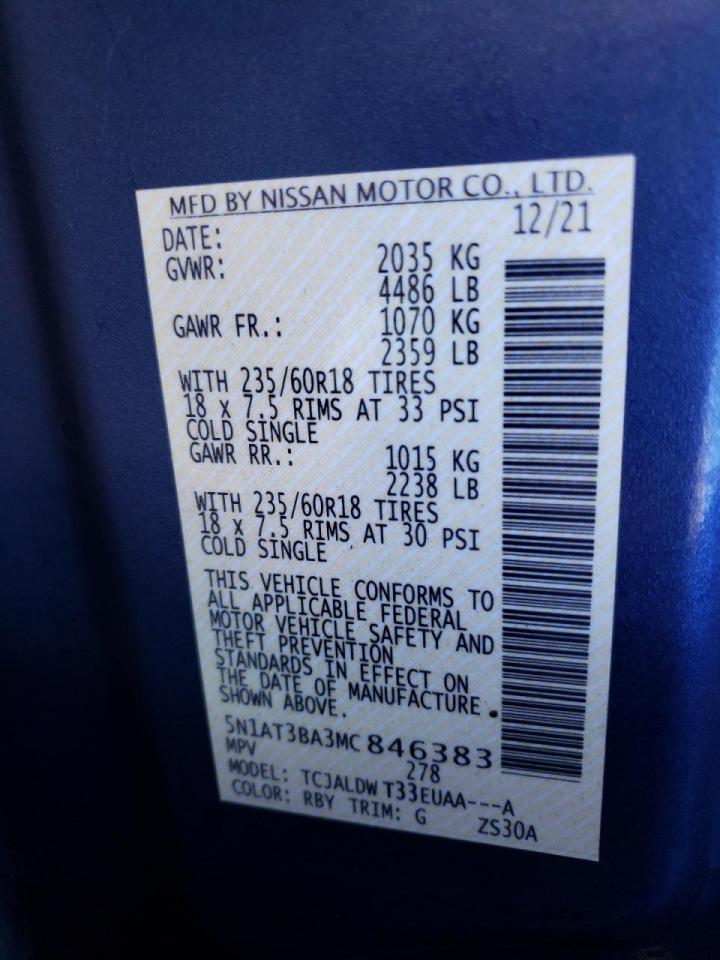 MFD BY NISSAN MOTOR CO., LTD.
DATE: 12/21
GVWR: 2035 KG
4486 LB
GAWR FR.: 1070 KG
2359 LB
WITH 235/60R18 TIRES
18 x 7.5 RIMS AT 33 PSI
COLD SINGLE
GAWR RR.: 1015 KG
2238 LB
WITH 235/60R18 TIRES
18 x 7.5 RIMS AT 30 PSI
COLD SINGLE
THIS VEHICLE CONFORMS TO
ALL APPLICABLE FEDERAL
MOTOR VEHICLE SAFETY AND
THEFT PREVENTION
STANDARDS IN EFFECT ON
THE DATE OF MANUFACTURE
SHOWN ABOVE.
5N1AT3BA3MC846383
MPV 278
MODEL: TCJALDW T33EUAA---A
COLOR: RBY TRIM: G ZS30A